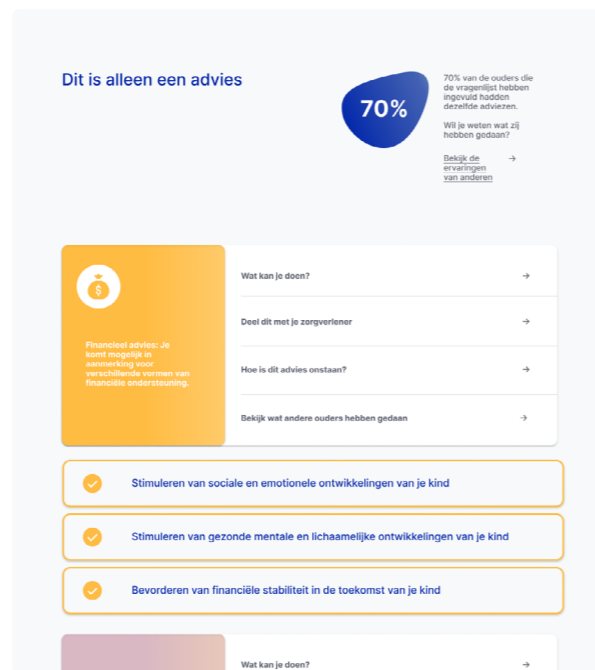 Dit is alleen een advies
70%
70% van de ouders die
de vragenlijst hebben
ingevuld hadden
dezelfde adviezen.
Wil je weten wat zij
hebben gedaan?
Bekijk de →
ervaringen
van anderen
$
Financieel advies: Je
komt mogelijk in
aanmerking voor
verschillende vormen van
financiële ondersteuning.
Wat kan je doen? →
Deel dit met je zorgverlener →
Hoe is dit advies onstaan? →
Bekijk wat andere ouders hebben gedaan →
Stimuleren van sociale en emotionele ontwikkelingen van je kind
Stimuleren van gezonde mentale en lichaamelijke ontwikkelingen van je kind
Bevorderen van financiële stabiliteit in de toekomst van je kind
Wat kan je doen? →